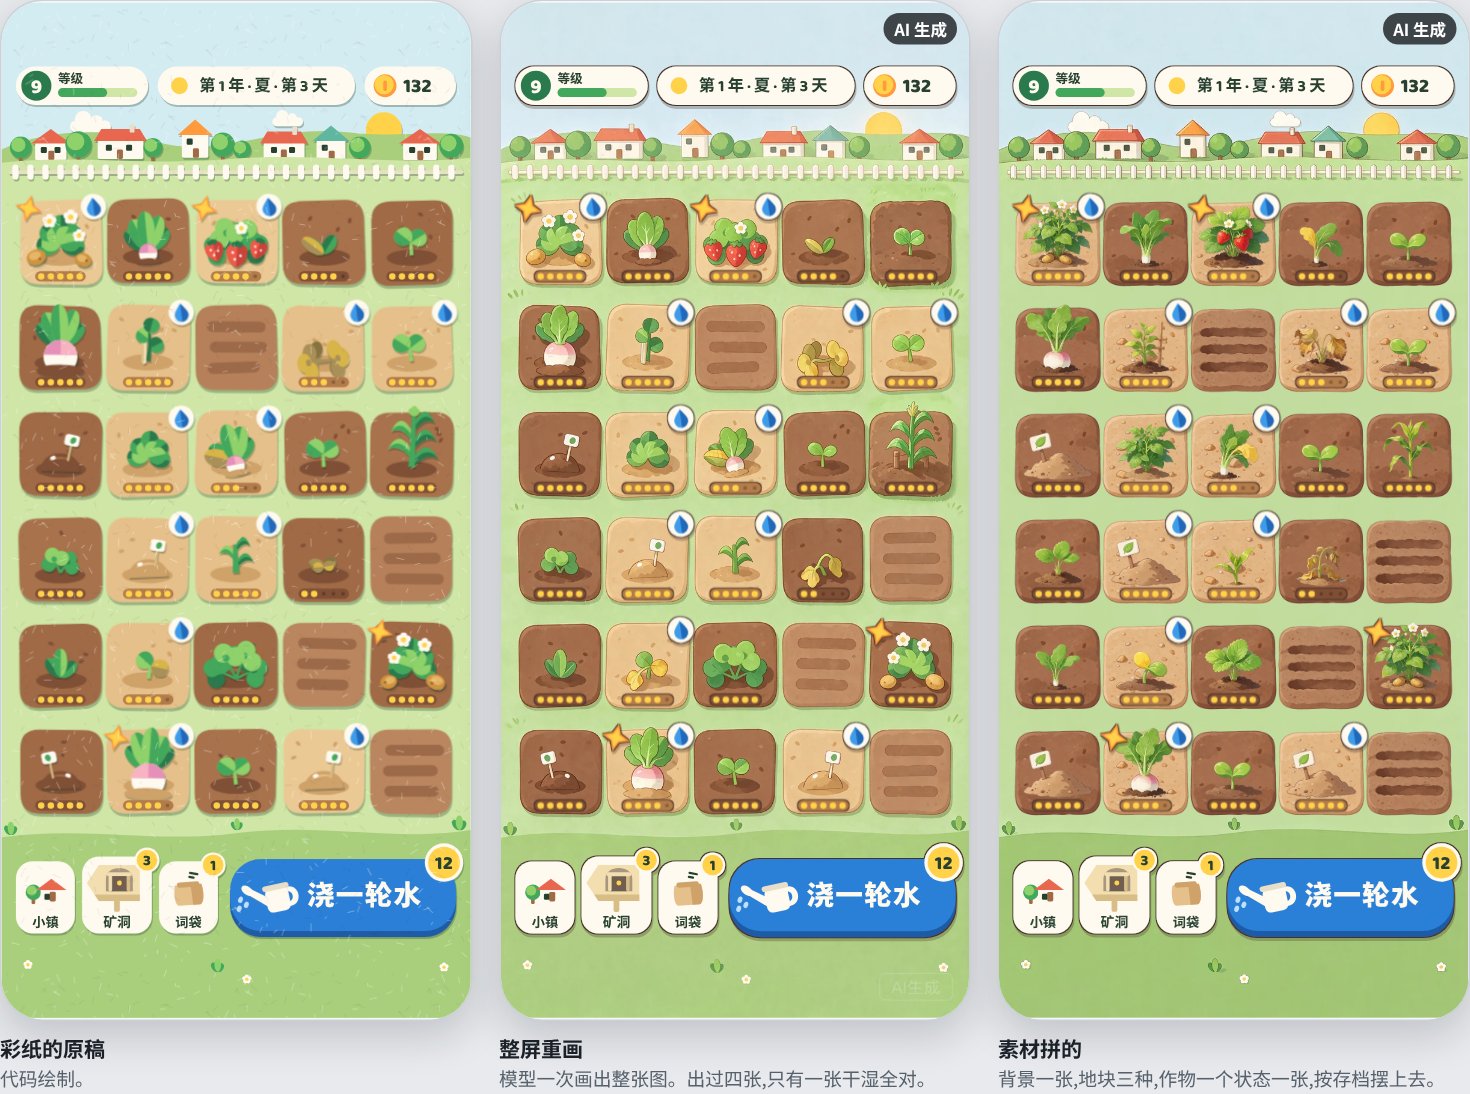 9 等级
第1年·夏·第3天
132
3
1
12
小镇
矿洞
词袋
浇一轮水
彩纸的原稿
代码绘制。
AI 生成
9 等级
第1年·夏·第3天
132
3
1
12
小镇
矿洞
词袋
浇一轮水
AI生成
整屏重画
模型一次画出整张图。出过四张,只有一张干湿全对。
AI 生成
9 等级
第1年·夏·第3天
132
3
1
12
小镇
矿洞
词袋
浇一轮水
素材拼的
背景一张,地块三种,作物一个状态一张,按存档摆上去。